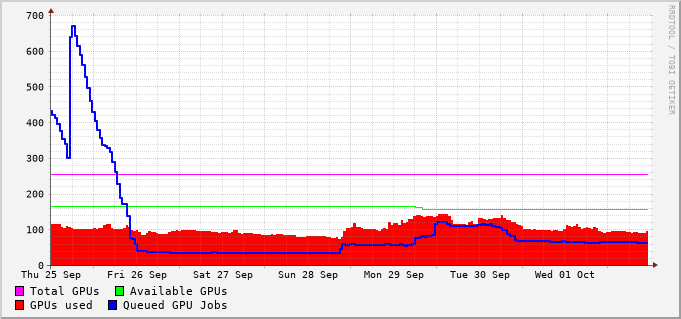 700
600
500
400
300
200
100
0
Thu 25 Sep Fri 26 Sep Sat 27 Sep Sun 28 Sep Mon 29 Sep Tue 30 Sep Wed 01 Oct
Total GPUs Available GPUs
GPUs used Queued GPU Jobs
RRDTOOL / TOBI OETIKER